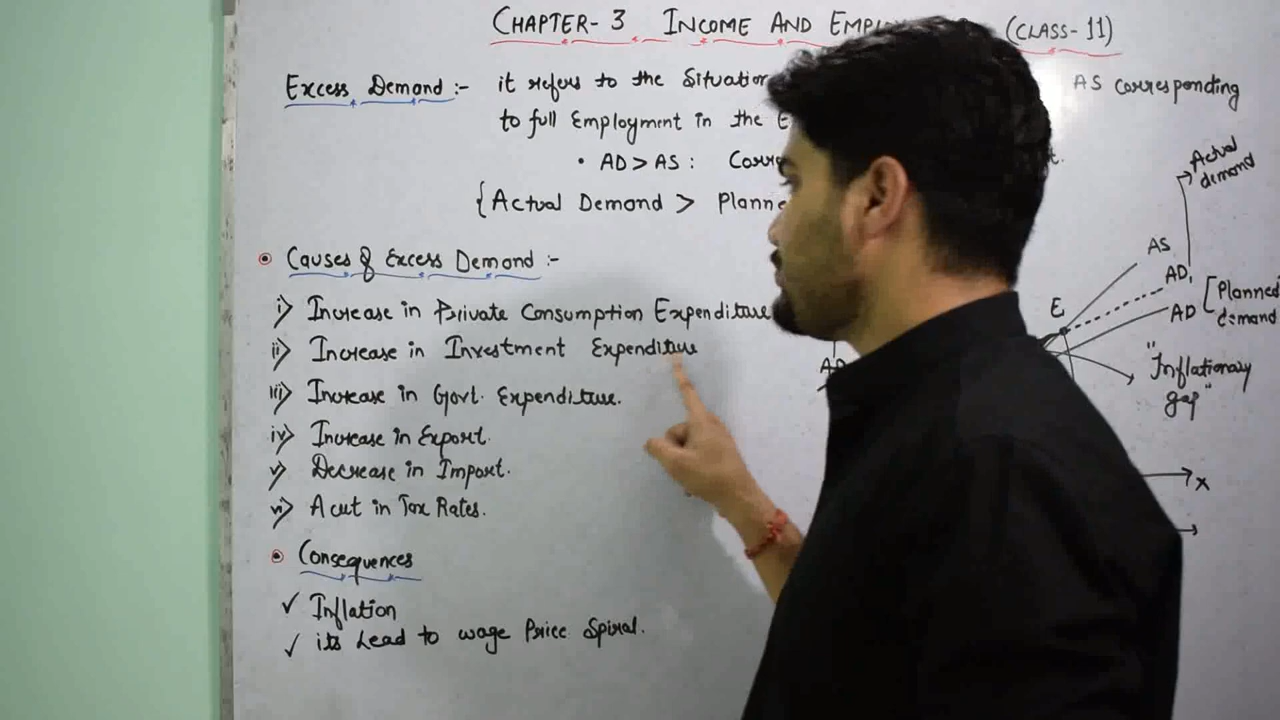 CHAPTER-3 INCOME AND (CLASS-11)
Excess Demand :- it refers to the Situation AS corresponding
to full Employment in the
• AD > AS :
{Actual Demand >
• Causes of Excess Demand :-
i) Increase in Private Consumption Expenditure
ii) Increase in Investment Expenditure
iii) Increase in Govt. Expenditure.
iv) Increase in Export.
v) Decrease in Import.
vi) A cut in Tax Rates.
• Consequences
✓ Inflation
✓ its Lead to wage Price Spiral.
Actual demand
AS
AD1
AD [Planned demand
E
"Inflationary gap"
X